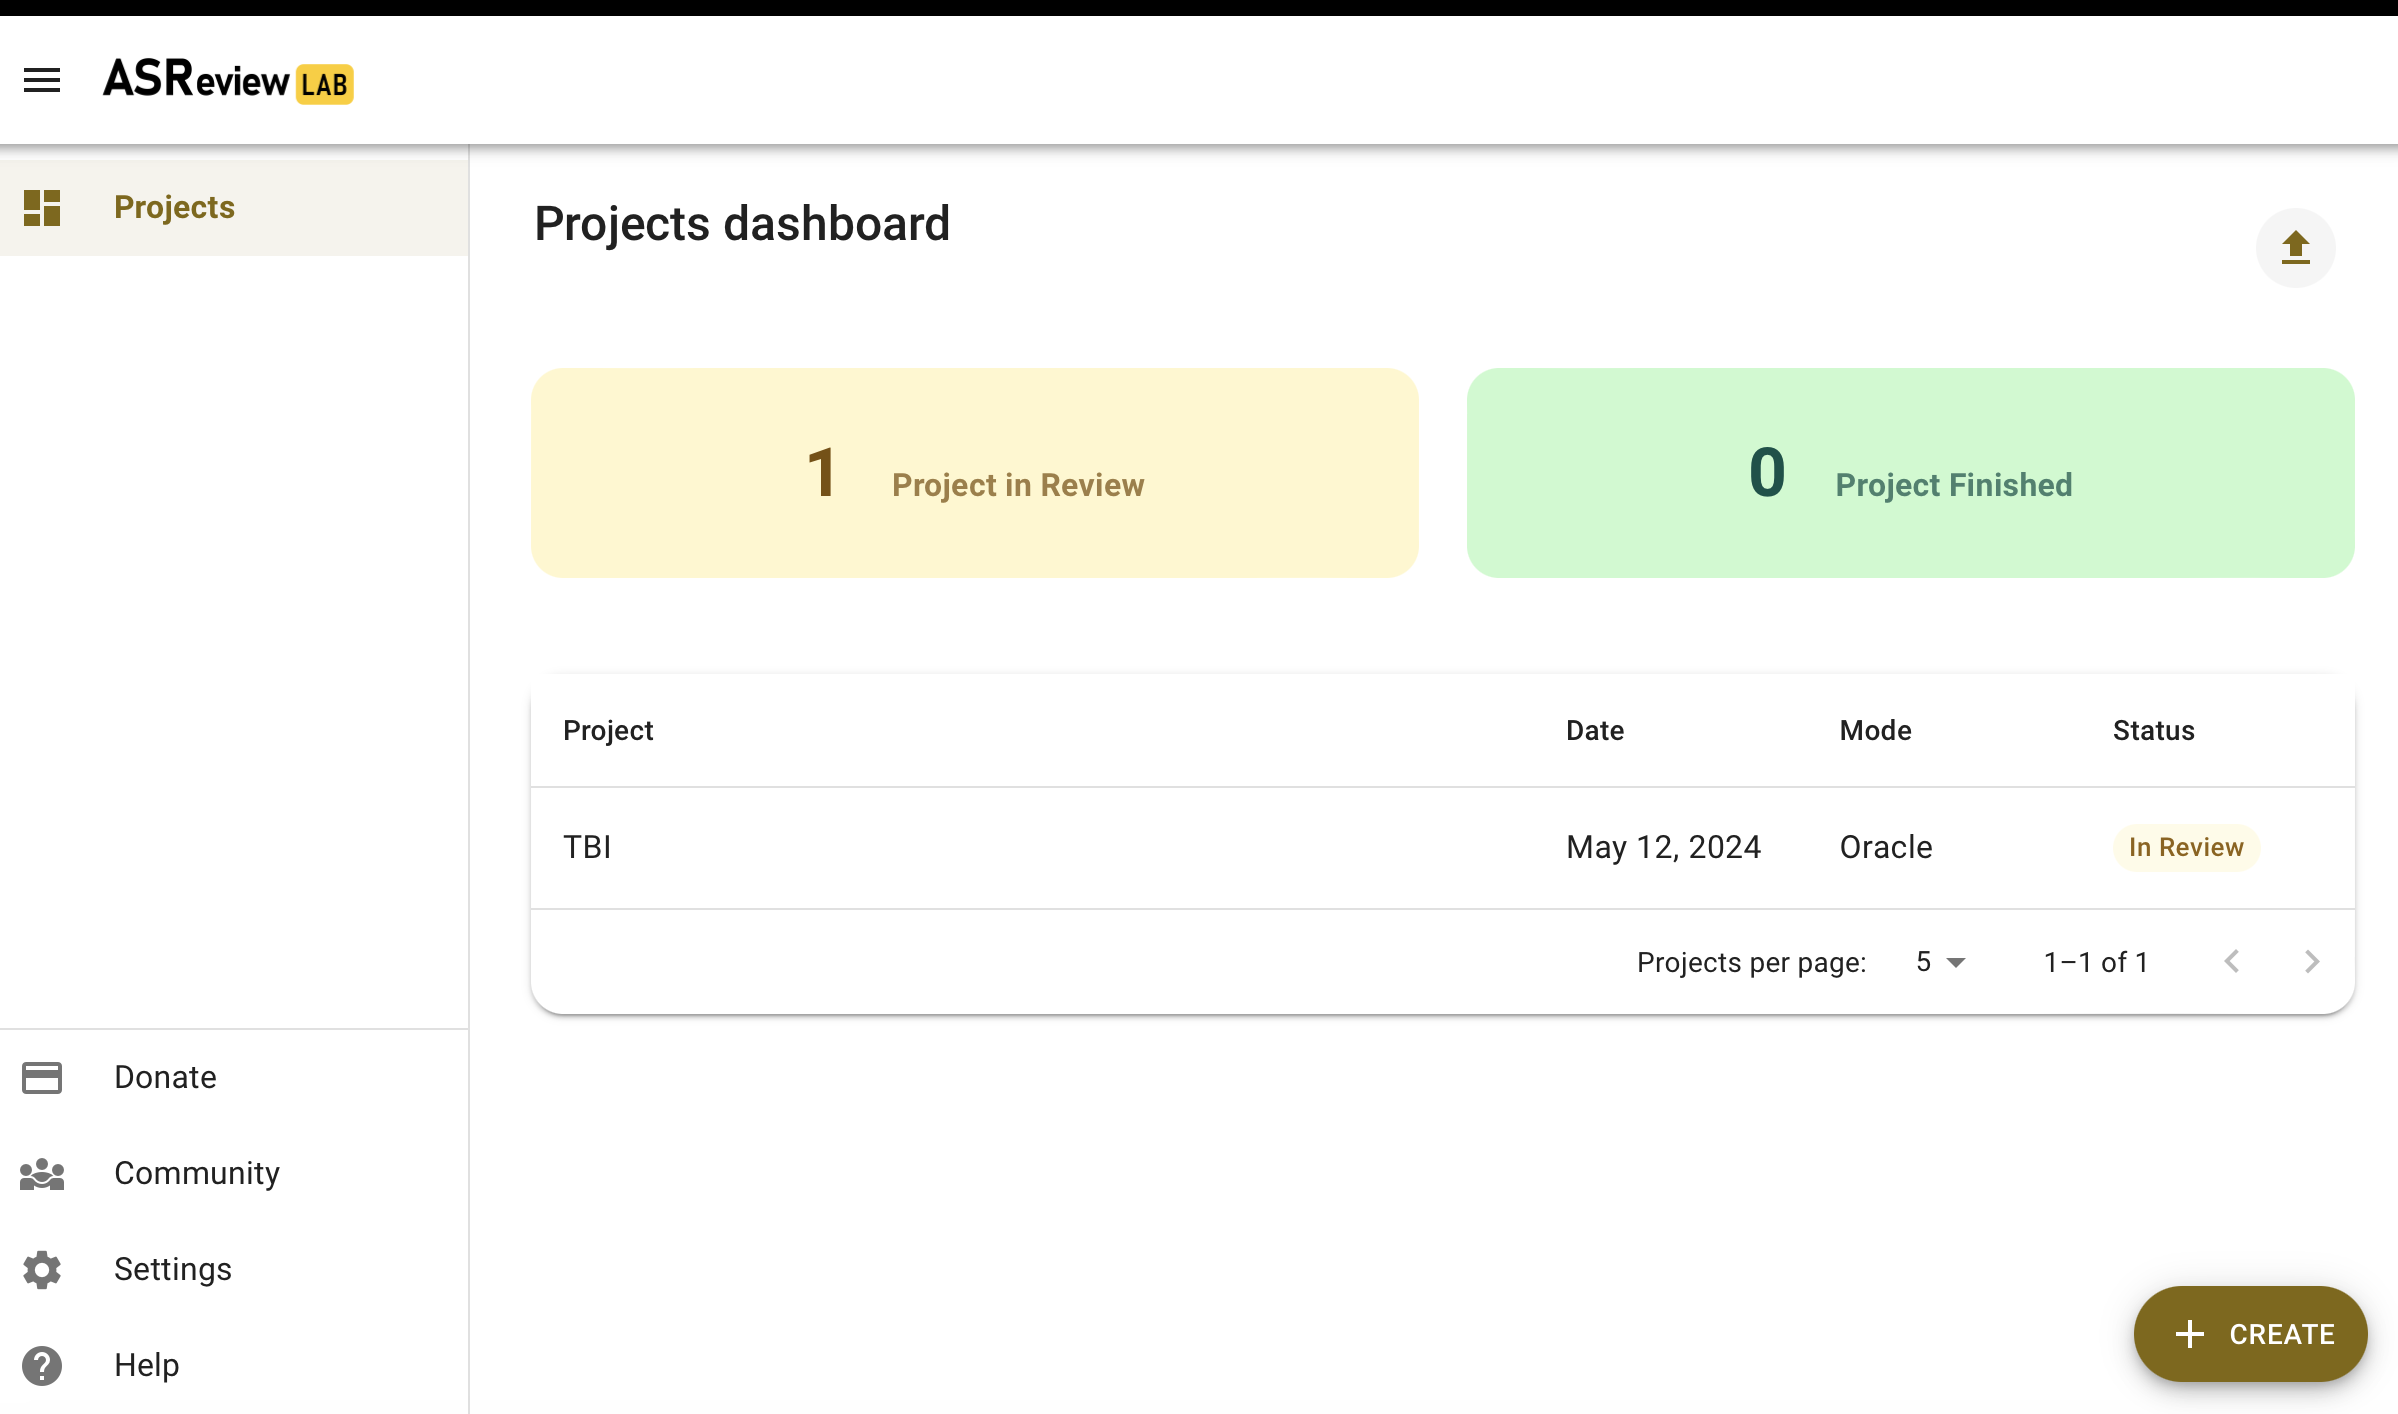 ASReview LAB
Projects
Projects dashboard
1 Project in Review
0 Project Finished
Project Date Mode Status
TBI May 12, 2024 Oracle In Review
Projects per page: 5 1–1 of 1
Donate
Community
Settings
Help
CREATE